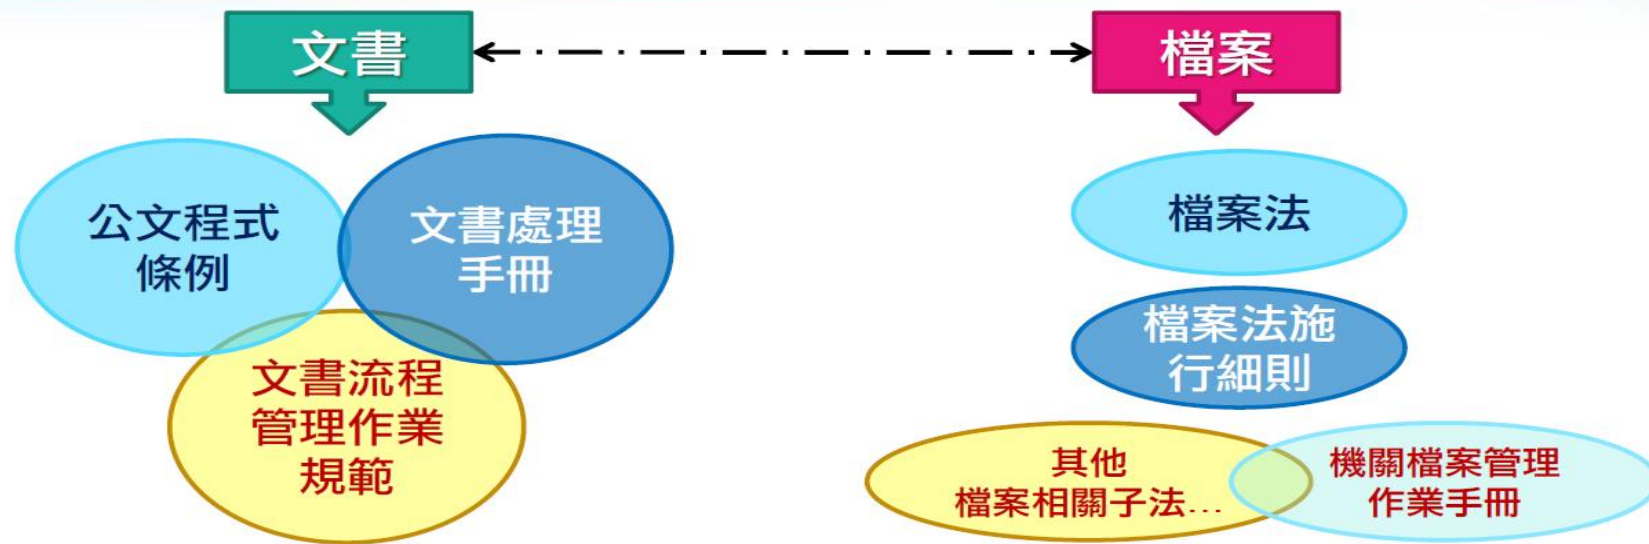 文書
檔案
公文程式
條例
文書處理
手冊
文書流程
管理作業
規範
檔案法
檔案法施
行細則
其他
檔案相關子法...
機關檔案管理
作業手冊